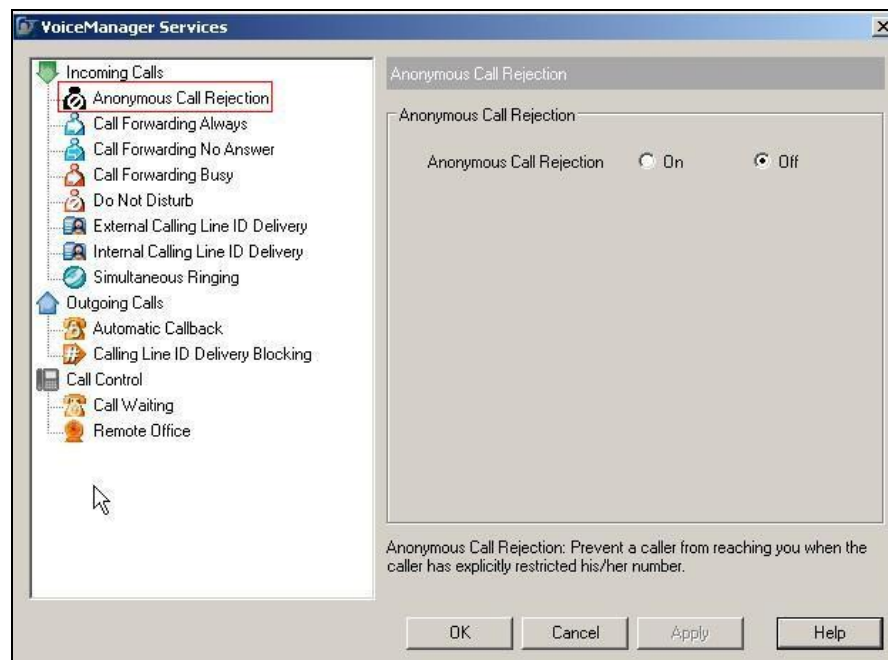 VoiceManager Services
Incoming Calls
Anonymous Call Rejection
Call Forwarding Always
Call Forwarding No Answer
Call Forwarding Busy
Do Not Disturb
External Calling Line ID Delivery
Internal Calling Line ID Delivery
Simultaneous Ringing
Outgoing Calls
Automatic Callback
Calling Line ID Delivery Blocking
Call Control
Call Waiting
Remote Office
Anonymous Call Rejection
Anonymous Call Rejection
Anonymous Call Rejection On Off
Anonymous Call Rejection: Prevent a caller from reaching you when the
caller has explicitly restricted his/her number.
OK Cancel Apply Help